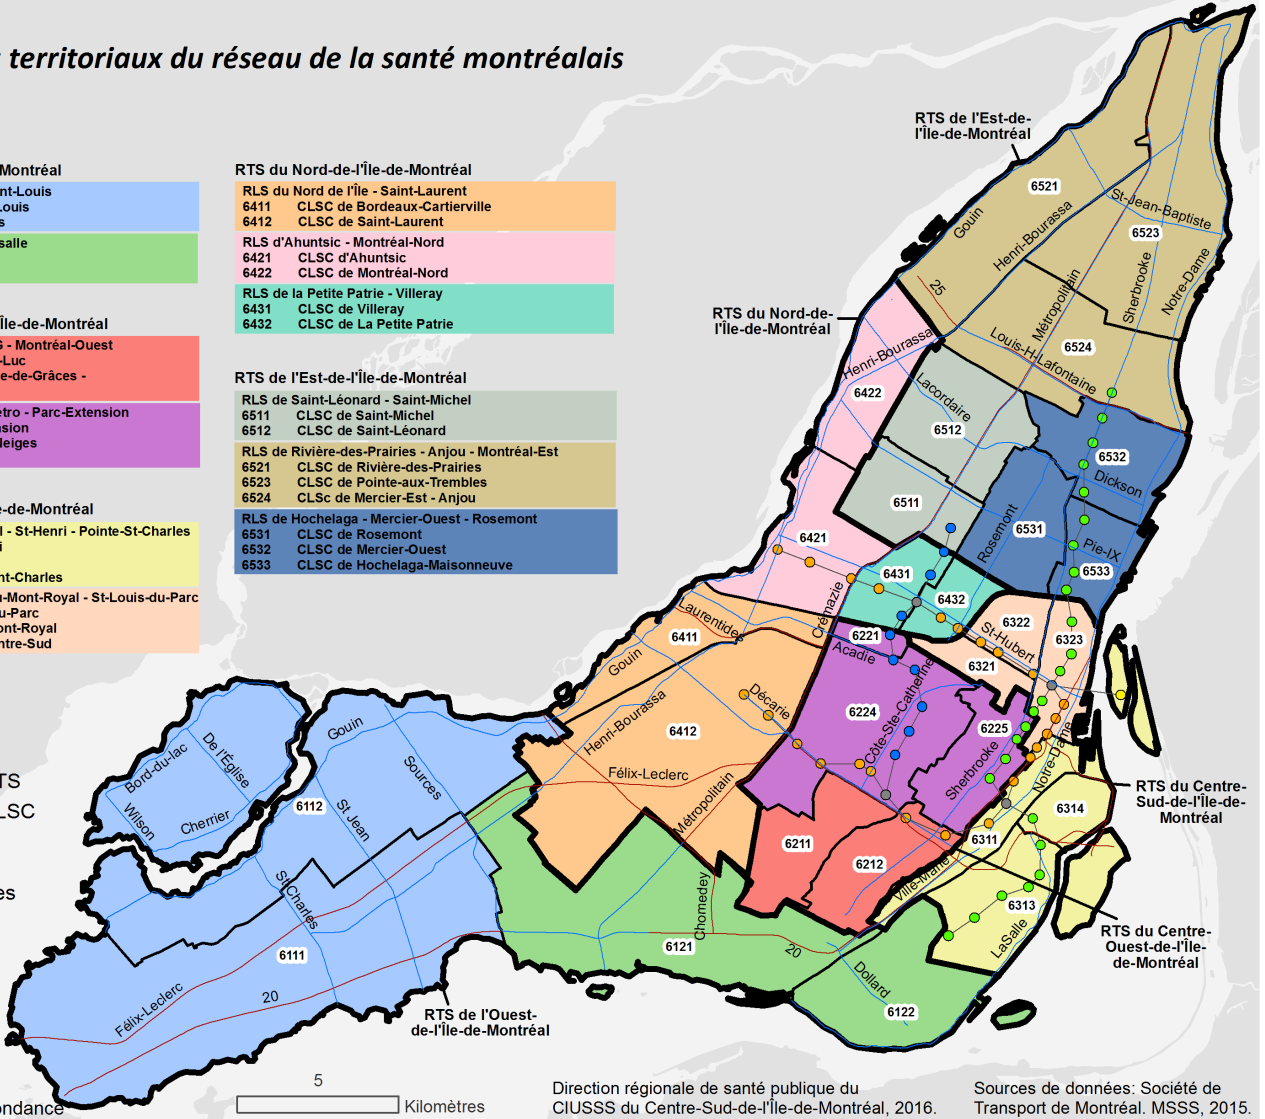 s territoriaux du réseau de la santé montréalais
Montréal
nt-Louis
Louis
s
salle
Île-de-Montréal
G - Montréal-Ouest
-Luc
e-de-Grâces -
etro - Parc-Extension
nsion
Neiges
e-de-Montréal
l - St-Henri - Pointe-St-Charles
i
nt-Charles
u-Mont-Royal - St-Louis-du-Parc
u-Parc
ont-Royal
ntre-Sud
RTS du Nord-de-l'Île-de-Montréal
RLS du Nord de l'Île - Saint-Laurent
6411 CLSC de Bordeaux-Cartierville
6412 CLSC de Saint-Laurent
RLS d'Ahuntsic - Montréal-Nord
6421 CLSC d'Ahuntsic
6422 CLSC de Montréal-Nord
RLS de la Petite Patrie - Villeray
6431 CLSC de Villeray
6432 CLSC de La Petite Patrie
RTS de l'Est-de-l'Île-de-Montréal
RLS de Saint-Léonard - Saint-Michel
6511 CLSC de Saint-Michel
6512 CLSC de Saint-Léonard
RLS de Rivière-des-Prairies - Anjou - Montréal-Est
6521 CLSC de Rivière-des-Prairies
6523 CLSC de Pointe-aux-Trembles
6524 CLSc de Mercier-Est - Anjou
RLS de Hochelaga - Mercier-Ouest - Rosemont
6531 CLSC de Rosemont
6532 CLSC de Mercier-Ouest
6533 CLSC de Hochelaga-Maisonneuve
RTS de l'Est-de-
l'Île-de-Montréal
6521
St-Jean-Baptiste
Gouin
Henri-Bourassa
6523
25
Métropolitain
Sherbrooke
Notre-Dame
RTS du Nord-de-
l'Île-de-Montréal
Louis-H-Lafontaine
6524
Henri-Bourassa
6422
Lacordaire
6512
6532
Dickson
6511
Rosemont
6531
6421
Pie-IX
6533
6431
6432
Crémazie
Laurentides
6411
6221
Acadie
St-Hubert
6322
6323
6321
Gouin
Henri-Bourassa
Décarie
6224
Côte-Ste-Catherine
6412
6225
Sherbrooke
Notre-Dame
Félix-Leclerc
Métropolitain
Gouin
Bord-du-lac
De l'Église
Sources
Wilson
Cherrier
6112
St Jean
RTS
CLSC
RTS du Centre-
Sud-de-l'Île-de-
Montréal
6314
6311
6211
6212
Ville-Marie
St-Charles
6313
LaSalle
Chomedey
6121
20
6111
RTS du Centre-
Ouest-de-l'Île-
de-Montréal
Dollard
6122
Félix-Leclerc
20
RTS de l'Ouest-
de-l'Île-de-Montréal
es
ondance
5
Kilomètres
Direction régionale de santé publique du
CIUSSS du Centre-Sud-de-l'Île-de-Montréal, 2016.
Sources de données: Société de
Transport de Montréal. MSSS, 2015.